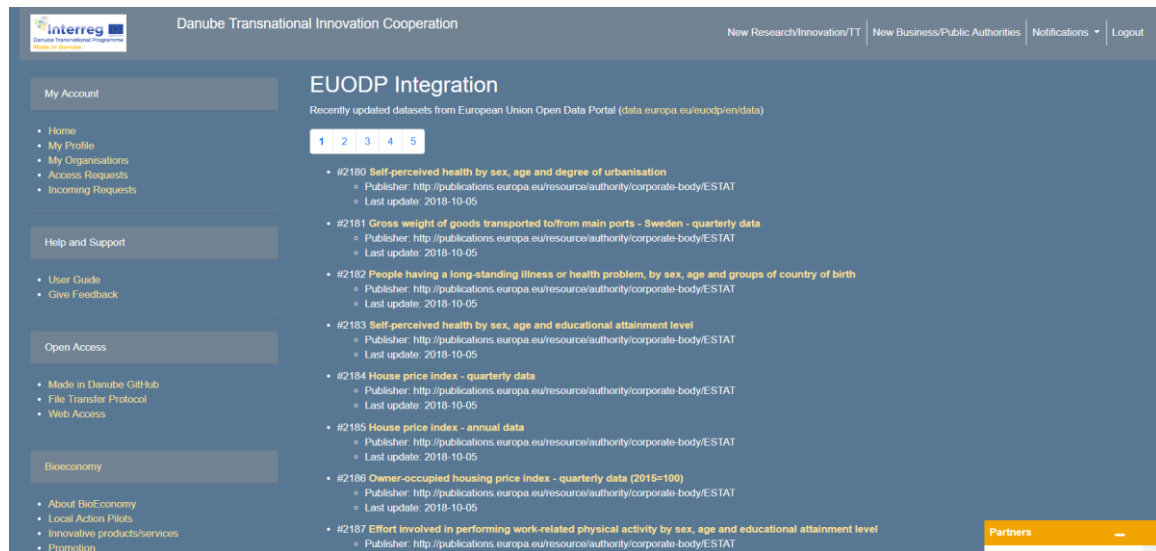 Interreg
Danube Transnational Programme
Made in Danube
Danube Transnational Innovation Cooperation
New Research/Innovation/TT
New Business/Public Authorities
Notifications
Logout
My Account
Home
My Profile
My Organisations
Access Requests
Incoming Requests
Help and Support
User Guide
Give Feedback
Open Access
Made in Danube GitHub
File Transfer Protocol
Web Access
Bioeconomy
About BioEconomy
Local Action Pilots
Innovative products/services
Promotion
EUODP Integration
Recently updated datasets from European Union Open Data Portal (data.europa.eu/euodp/en/data)
1 2 3 4 5
#2180 Self-perceived health by sex, age and degree of urbanisation
Publisher: http://publications.europa.eu/resource/authority/corporate-body/ESTAT
Last update: 2018-10-05
#2181 Gross weight of goods transported to/from main ports - Sweden - quarterly data
Publisher: http://publications.europa.eu/resource/authority/corporate-body/ESTAT
Last update: 2018-10-05
#2182 People having a long-standing illness or health problem, by sex, age and groups of country of birth
Publisher: http://publications.europa.eu/resource/authority/corporate-body/ESTAT
Last update: 2018-10-05
#2183 Self-perceived health by sex, age and educational attainment level
Publisher: http://publications.europa.eu/resource/authority/corporate-body/ESTAT
Last update: 2018-10-05
#2184 House price index - quarterly data
Publisher: http://publications.europa.eu/resource/authority/corporate-body/ESTAT
Last update: 2018-10-05
#2185 House price index - annual data
Publisher: http://publications.europa.eu/resource/authority/corporate-body/ESTAT
Last update: 2018-10-05
#2186 Owner-occupied housing price index - quarterly data (2015=100)
Publisher: http://publications.europa.eu/resource/authority/corporate-body/ESTAT
Last update: 2018-10-05
#2187 Effort involved in performing work-related physical activity by sex, age and educational attainment level
Publisher: http://publications.europa.eu/resource/authority/corporate-body/ESTAT
Partners